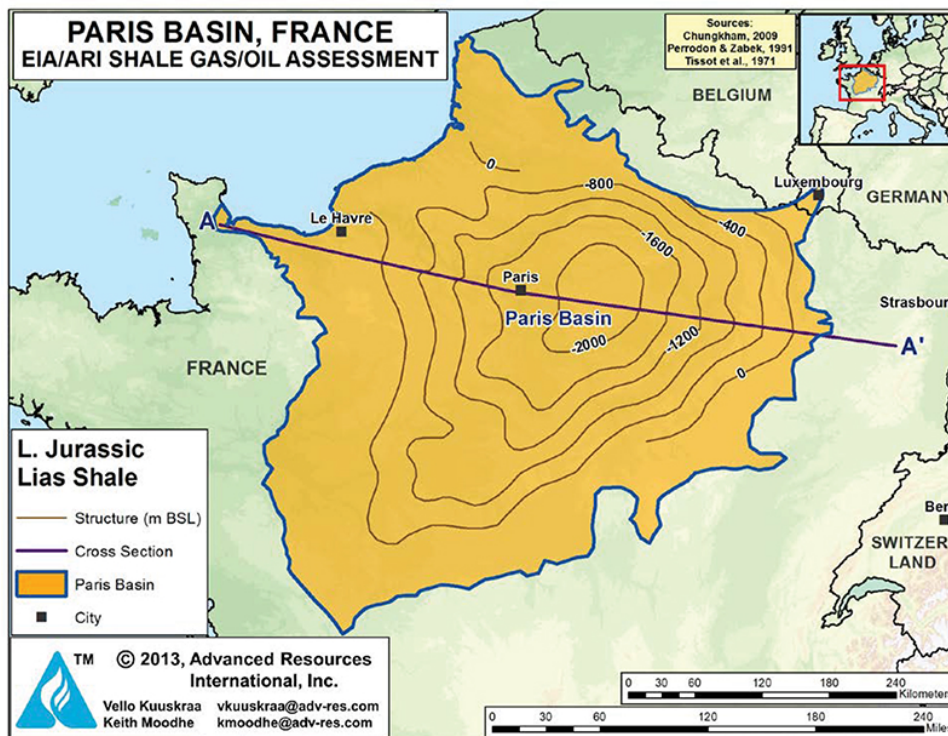 PARIS BASIN, FRANCE
EIA/ARI SHALE GAS/OIL ASSESSMENT
Sources:
Chungkham, 2009
Perrodon & Zabek, 1991
Tissot et al., 1971
BELGIUM
Luxembourg
GERMANY
0
-800
-400
-1600
A
Le Havre
Paris
Paris Basin
-2000
-1200
0
Strasbour
A'
FRANCE
L. Jurassic
Lias Shale
Structure (m BSL)
Cross Section
Paris Basin
City
Ber
SWITZER
LAND
TM
© 2013, Advanced Resources
International, Inc.
Vello Kuuskraa vkuuskraa@adv-res.com
Keith Moodhe kmoodhe@adv-res.com
0 30 60 120 180 240
Kilometer
0 30 60 120 180 240
Miles